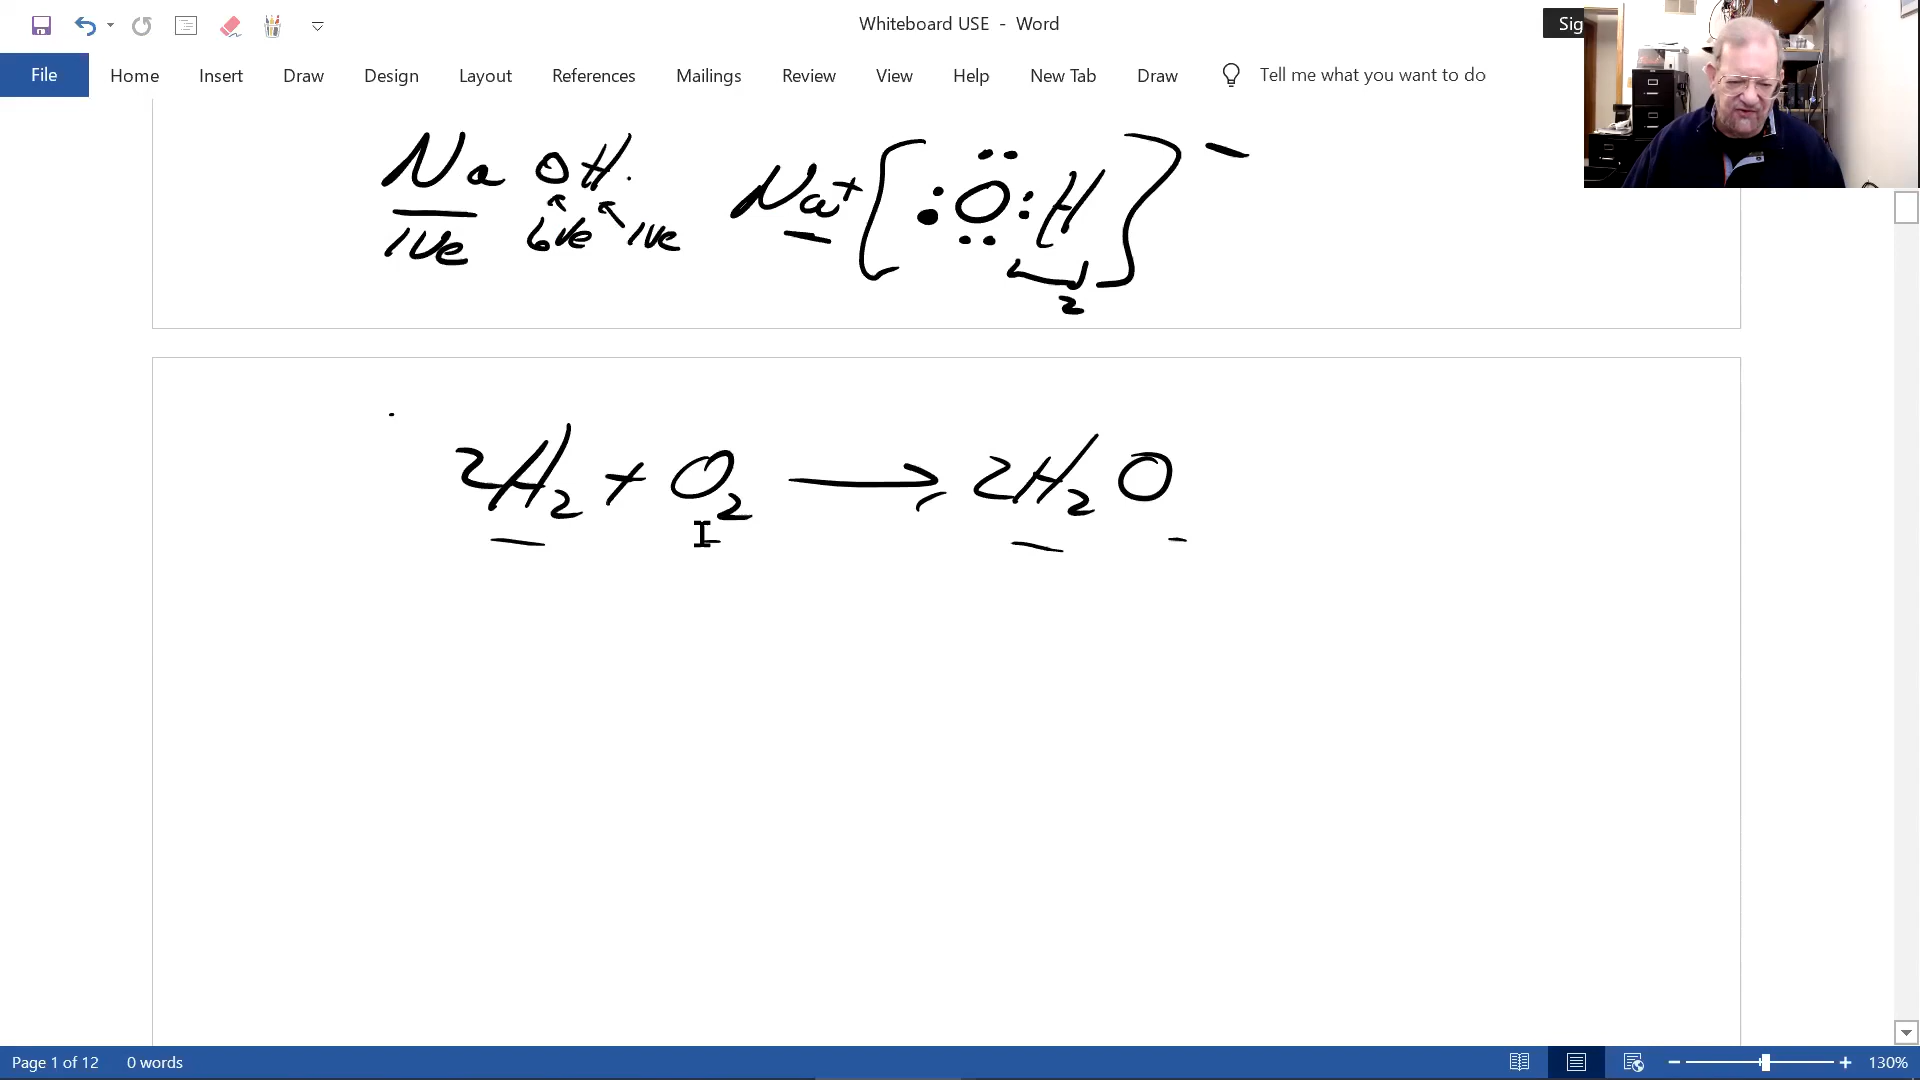 Whiteboard USE - Word
Sig
File Home Insert Draw Design Layout References Mailings Review View Help New Tab Draw Tell me what you want to do
Na OH. Na⁺ [:Ö:H]⁻
1ve 6ve 1ve
2
2H₂ + O₂ → 2H₂O
Page 1 of 12 0 words 130%